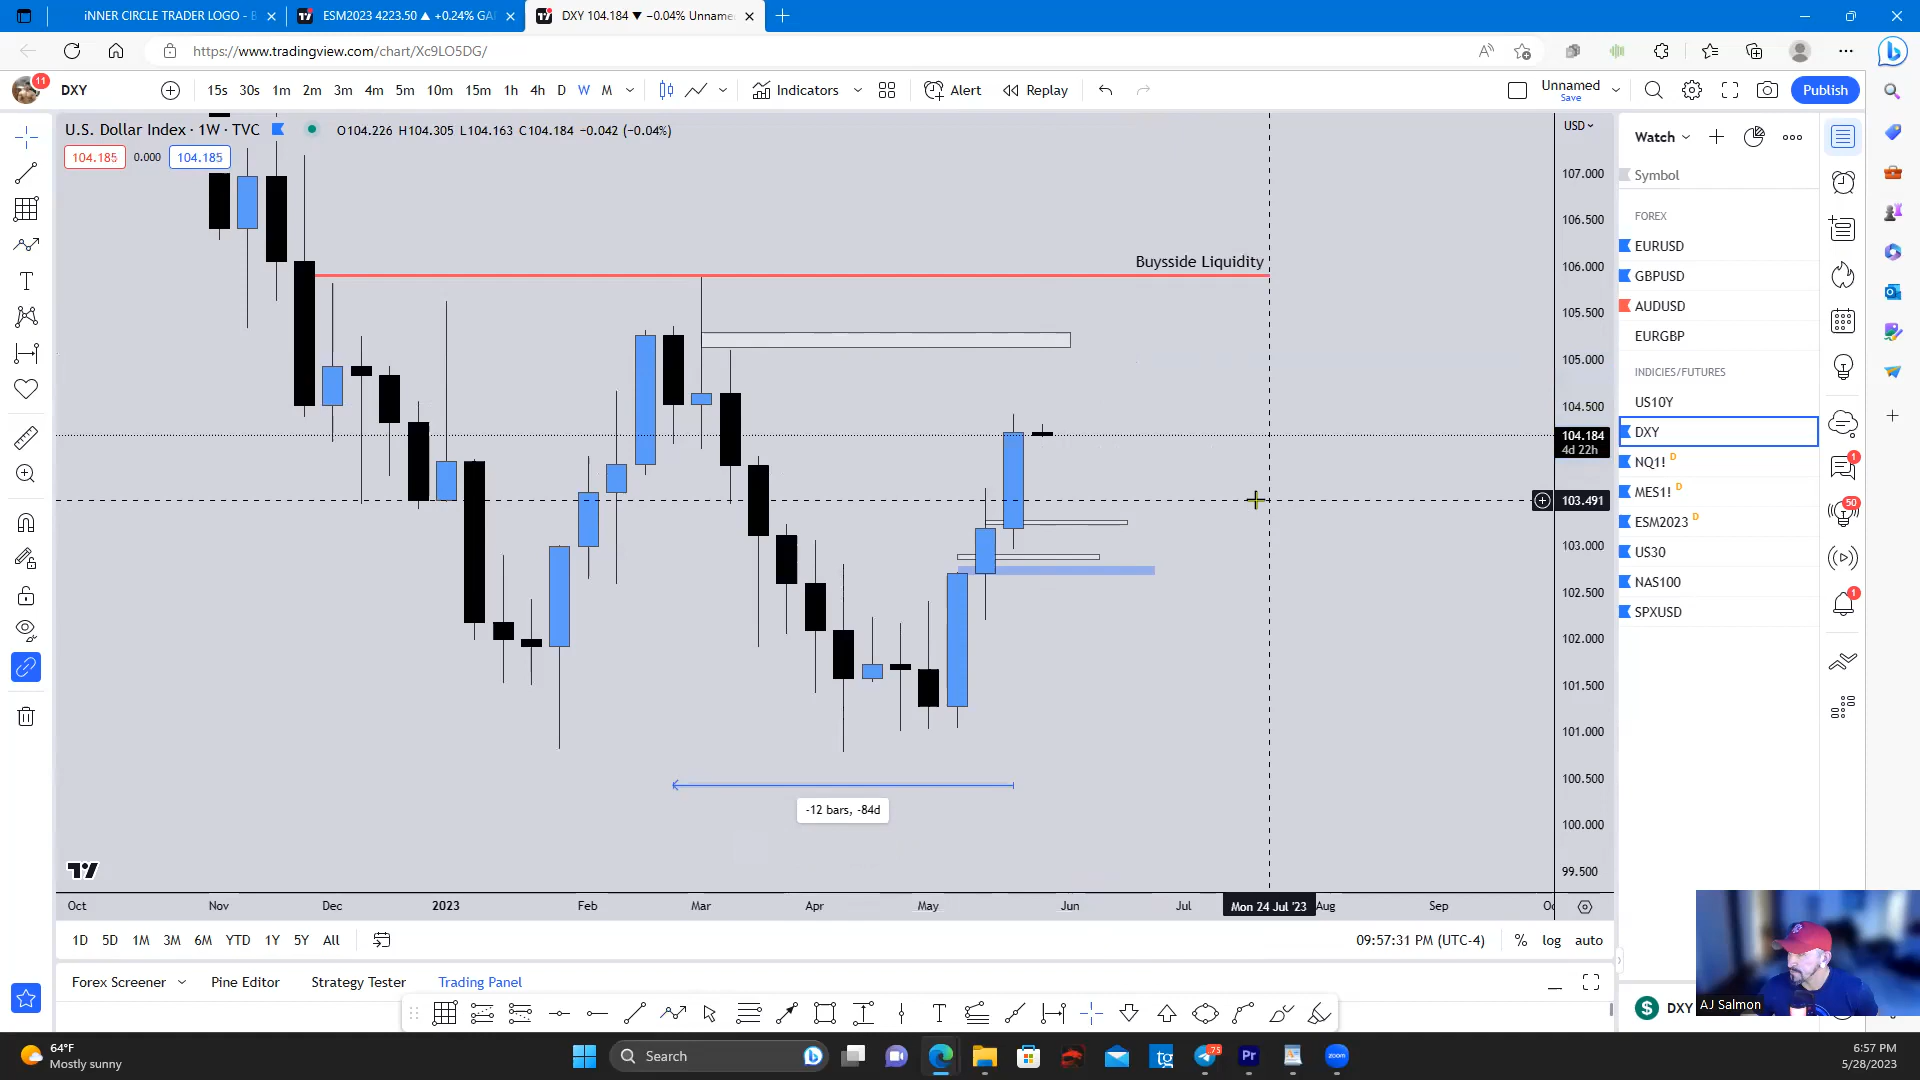 iNNER CIRCLE TRADER LOGO -
ESM2023 4223.50 ▲ +0.24% GA
DXY 104.184 ▼ −0.04% Unname
https://www.tradingview.com/chart/Xc9LO5DG/
11
DXY
15s 30s 1m 2m 3m 4m 5m 10m 15m 1h 4h D W M
Indicators
Alert
Replay
Unnamed
Save
Publish
U.S. Dollar Index · 1W · TVC
O104.226 H104.305 L104.163 C104.184 −0.042 (−0.04%)
104.185 0.000 104.185
USD
Buysside Liquidity
107.000
106.500
106.000
105.500
105.000
104.500
104.184
4d 22h
103.491
103.000
102.500
102.000
101.500
101.000
100.500
100.000
99.500
-12 bars, -84d
Oct Nov Dec 2023 Feb Mar Apr May Jun Jul Mon 24 Jul '23 Aug Sep
1D 5D 1M 3M 6M YTD 1Y 5Y All
09:57:31 PM (UTC-4) % log auto
Forex Screener Pine Editor Strategy Tester Trading Panel
Watch
Symbol
FOREX
EURUSD
GBPUSD
AUDUSD
EURGBP
INDICIES/FUTURES
US10Y
DXY
NQ1! D
MES1! D
ESM2023 D
US30
NAS100
SPXUSD
1
50
1
DXY
AJ Salmon
64°F
Mostly sunny
Search
tg
75
Pr
zoom
6:57 PM
5/28/2023